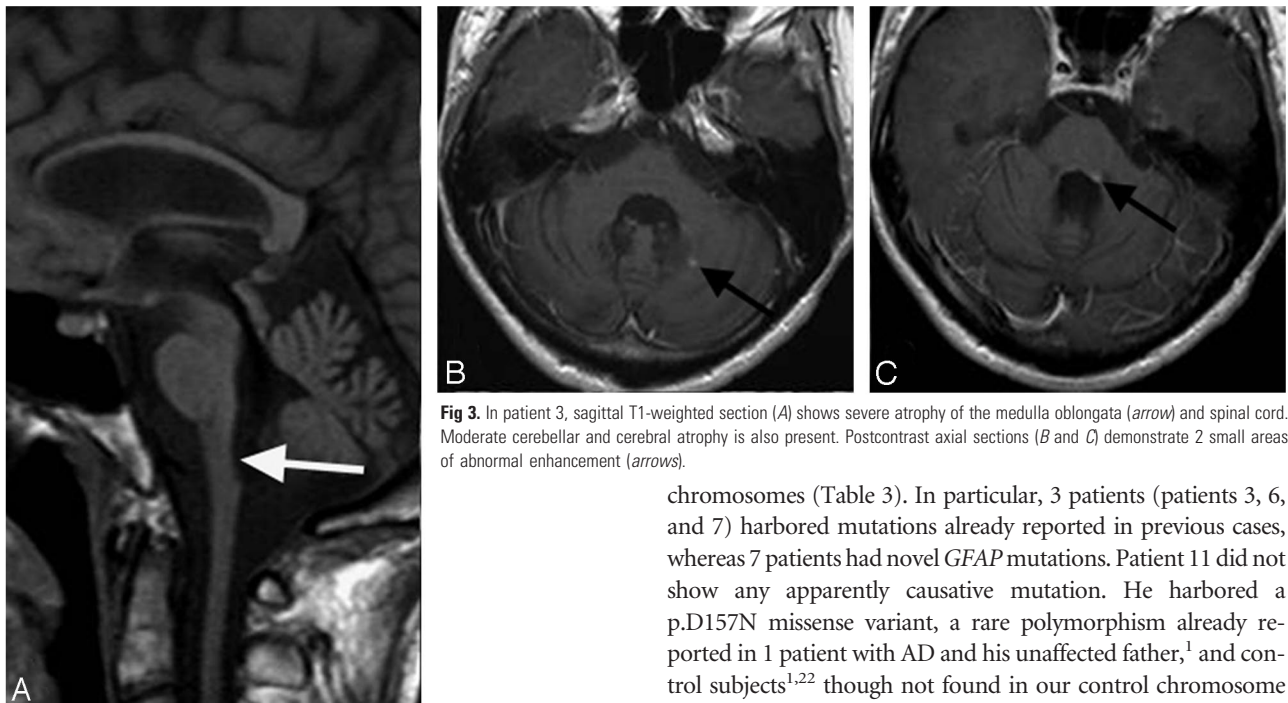 A
B
C
Fig 3. In patient 3, sagittal T1-weighted section (A) shows severe atrophy of the medulla oblongata (arrow) and spinal cord.
Moderate cerebellar and cerebral atrophy is also present. Postcontrast axial sections (B and C) demonstrate 2 small areas
of abnormal enhancement (arrows).
chromosomes (Table 3). In particular, 3 patients (patients 3, 6,
and 7) harbored mutations already reported in previous cases,
whereas 7 patients had novel GFAP mutations. Patient 11 did not
show any apparently causative mutation. He harbored a
p.D157N missense variant, a rare polymorphism already re-
ported in 1 patient with AD and his unaffected father,1 and con-
trol subjects1,22 though not found in our control chromosome